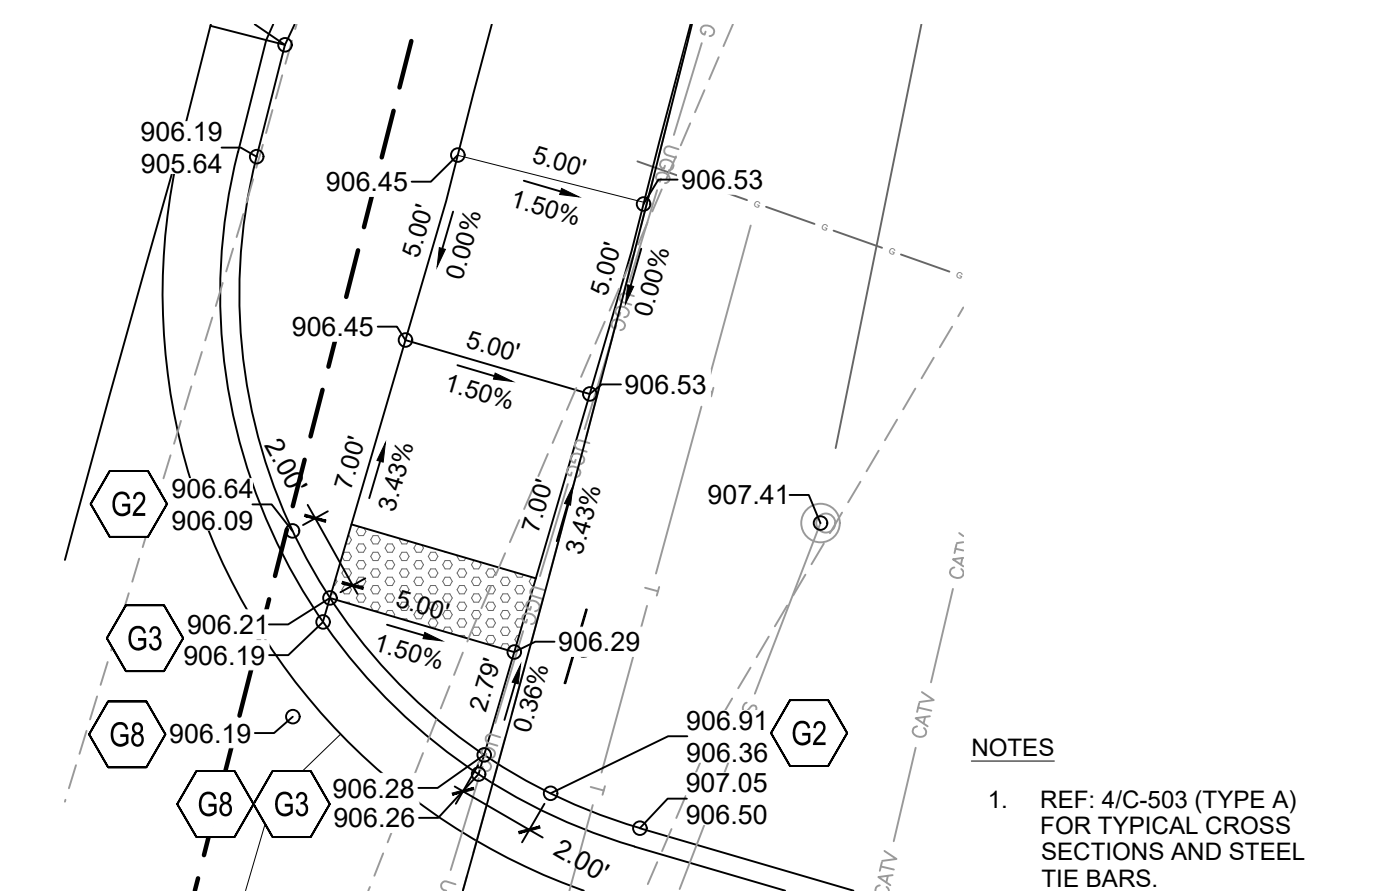 G
906.19
905.64
906.45
5.00'
1.50%
UGC
906.53
G
G
G
G
5.00'
0.00%
5.00'
0.00%
906.45
5.00'
1.50%
906.53
2.00'
7.00'
3.43%
7.00'
3.43%
G2
906.64
906.09
907.41
CATV
T
5.00'
1.50%
G3
906.21
906.19
906.29
2.79'
0.36%
S
CATV
G8
906.19
906.91
906.36
G2
907.05
906.50
G8
G3
906.28
906.26
T
2.00'
CATV
U
NOTES
1. REF: 4/C-503 (TYPE A)
FOR TYPICAL CROSS
SECTIONS AND STEEL
TIE BARS.